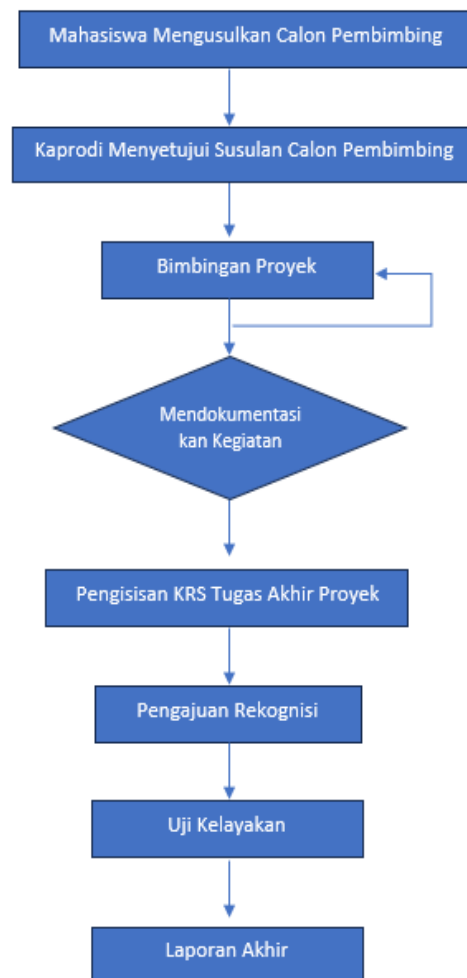 Mahasiswa Mengusulkan Calon Pembimbing
Kaprodi Menyetujui Susulan Calon Pembimbing
Bimbingan Proyek
Mendokumentasi
kan Kegiatan
Pengisisan KRS Tugas Akhir Proyek
Pengajuan Rekognisi
Uji Kelayakan
Laporan Akhir